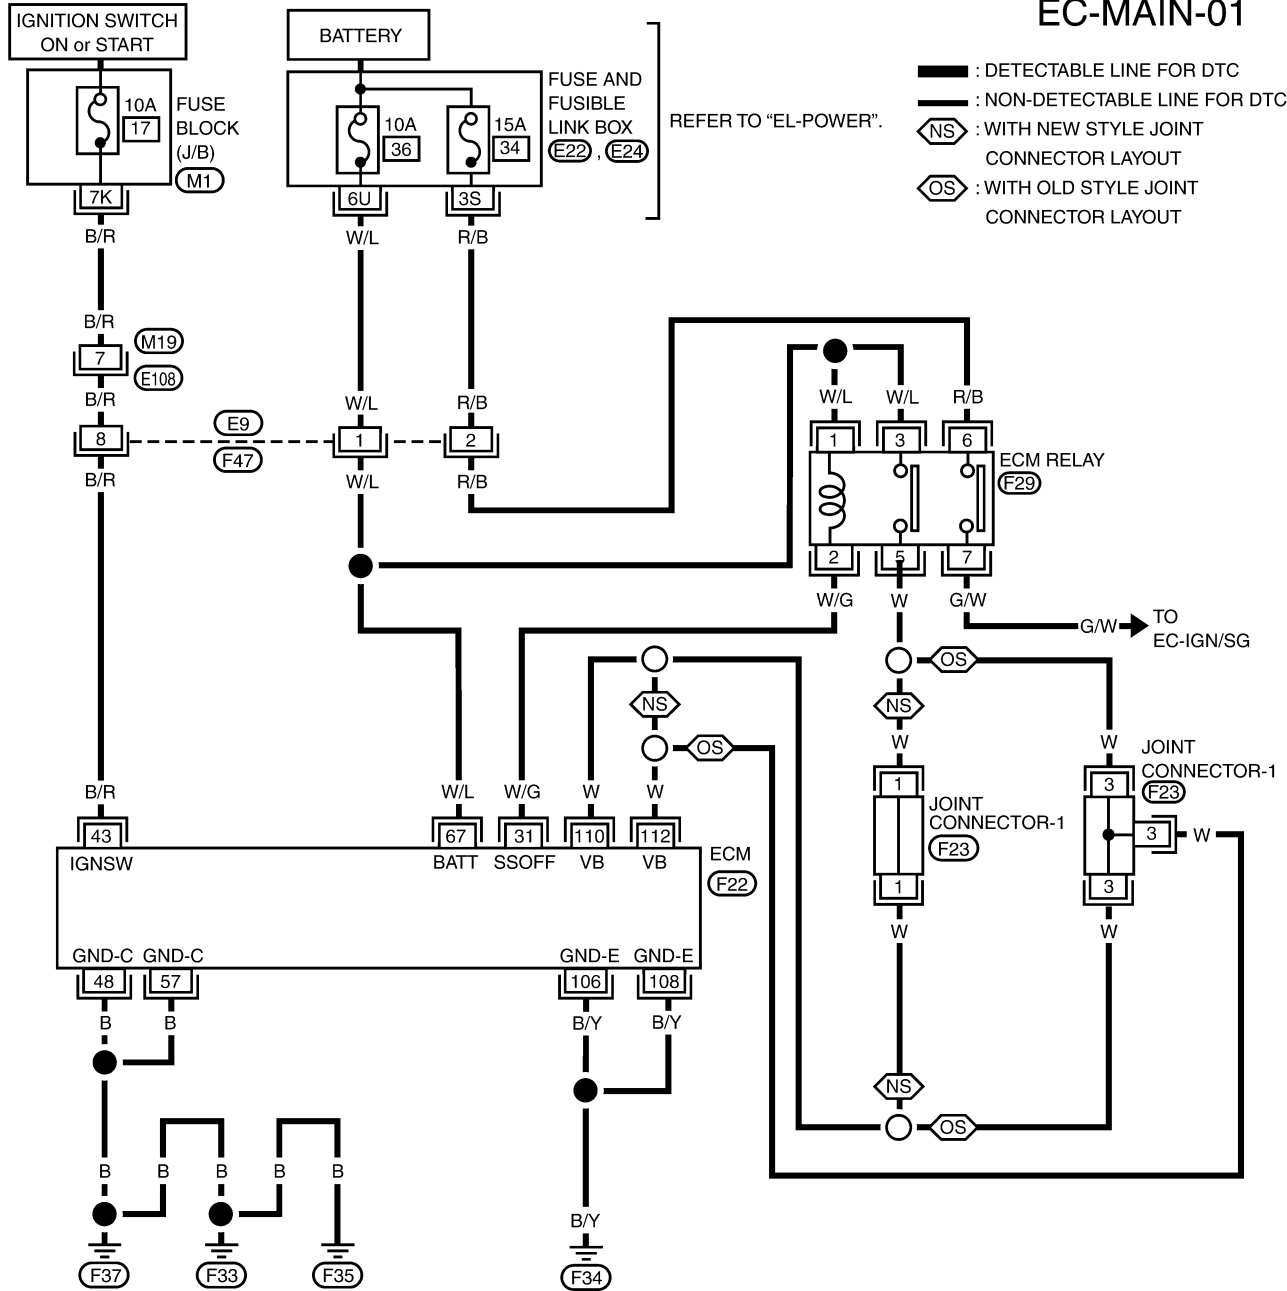 EC-MAIN-01
IGNITION SWITCH
ON or START
BATTERY
10A
17
FUSE
BLOCK
(J/B)
M1
7K
10A
36
15A
34
FUSE AND
FUSIBLE
LINK BOX
E22 , E24
REFER TO “EL-POWER”.
6U
3S
: DETECTABLE LINE FOR DTC
: NON-DETECTABLE LINE FOR DTC
NS : WITH NEW STYLE JOINT
CONNECTOR LAYOUT
OS : WITH OLD STYLE JOINT
CONNECTOR LAYOUT
B/R
W/L
R/B
B/R
7
M19
E108
B/R
W/L
R/B
8
E9
F47
1
2
B/R
W/L
R/B
W/L
W/L
R/B
1
3
6
ECM RELAY
F29
2
5
7
W/G
W
G/W
G/W
TO
EC-IGN/SG
OS
NS
NS
OS
W
W
JOINT
CONNECTOR-1
F23
1
3
JOINT
CONNECTOR-1
F23
3
W
1
3
W
W
NS
OS
B/R
W/L
W/G
W
W
43
67
31
110
112
IGNSW
BATT
SSOFF
VB
VB
ECM
F22
GND-C
GND-C
GND-E
GND-E
48
57
106
108
B
B
B/Y
B/Y
B
B
B
B
B
B/Y
F37
F33
F35
F34